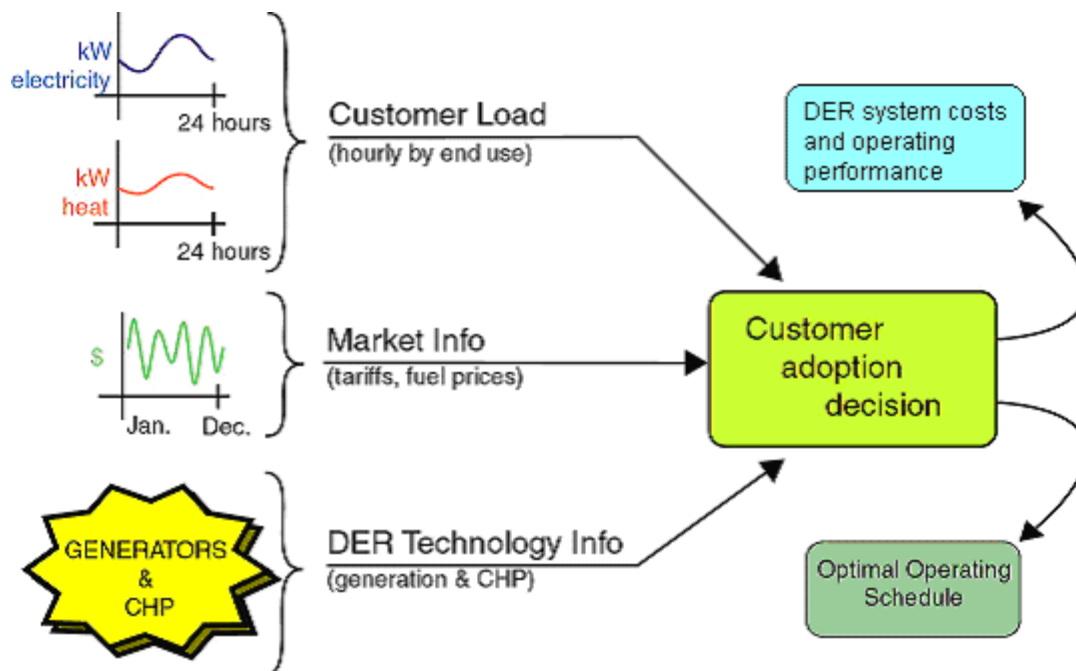 kW
electricity
24 hours
kW
heat
24 hours
Customer Load
(hourly by end use)
$
Jan. Dec.
Market Info
(tariffs, fuel prices)
GENERATORS
&
CHP
DER Technology Info
(generation & CHP)
Customer
adoption
decision
DER system costs
and operating
performance
Optimal Operating
Schedule